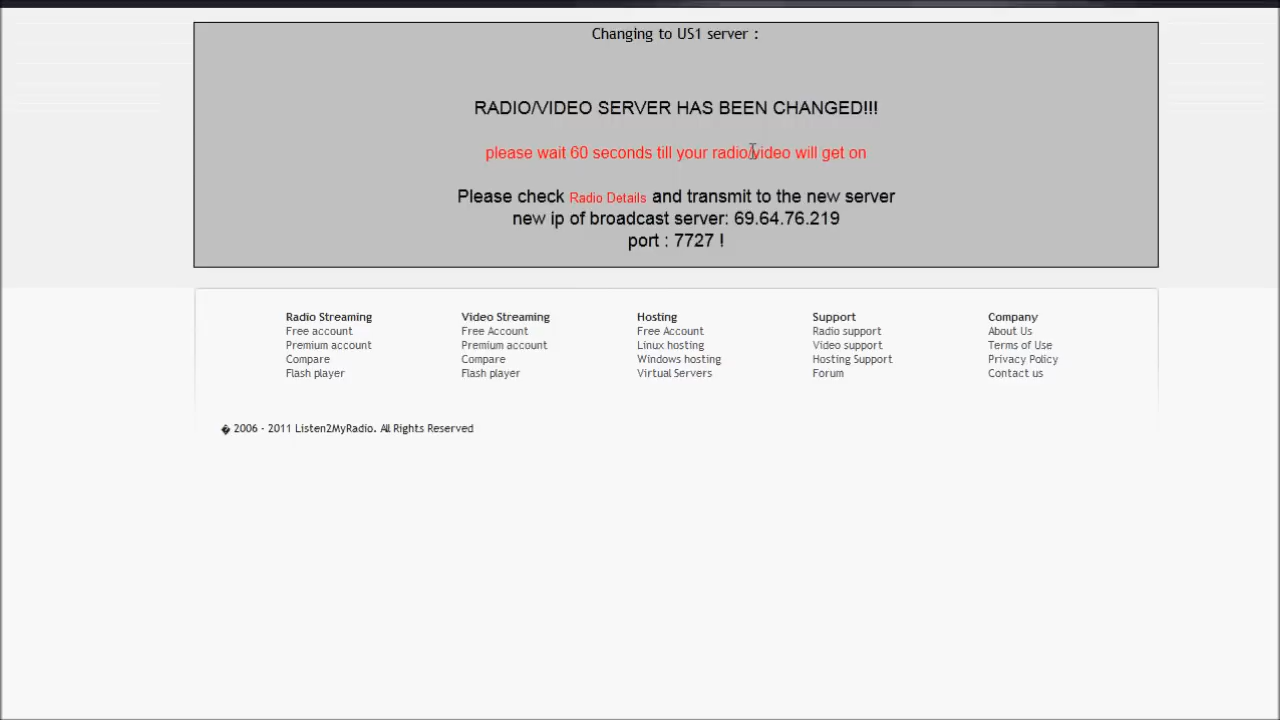 Changing to US1 server :
RADIO/VIDEO SERVER HAS BEEN CHANGED!!!
please wait 60 seconds till your radio/video will get on
Please check Radio Details and transmit to the new server
new ip of broadcast server: 69.64.76.219
port : 7727 !
Radio Streaming
Free account
Premium account
Compare
Flash player
Video Streaming
Free Account
Premium account
Compare
Flash player
Hosting
Free Account
Linux hosting
Windows hosting
Virtual Servers
Support
Radio support
Video support
Hosting Support
Forum
Company
About Us
Terms of Use
Privacy Policy
Contact us
� 2006 - 2011 Listen2MyRadio. All Rights Reserved